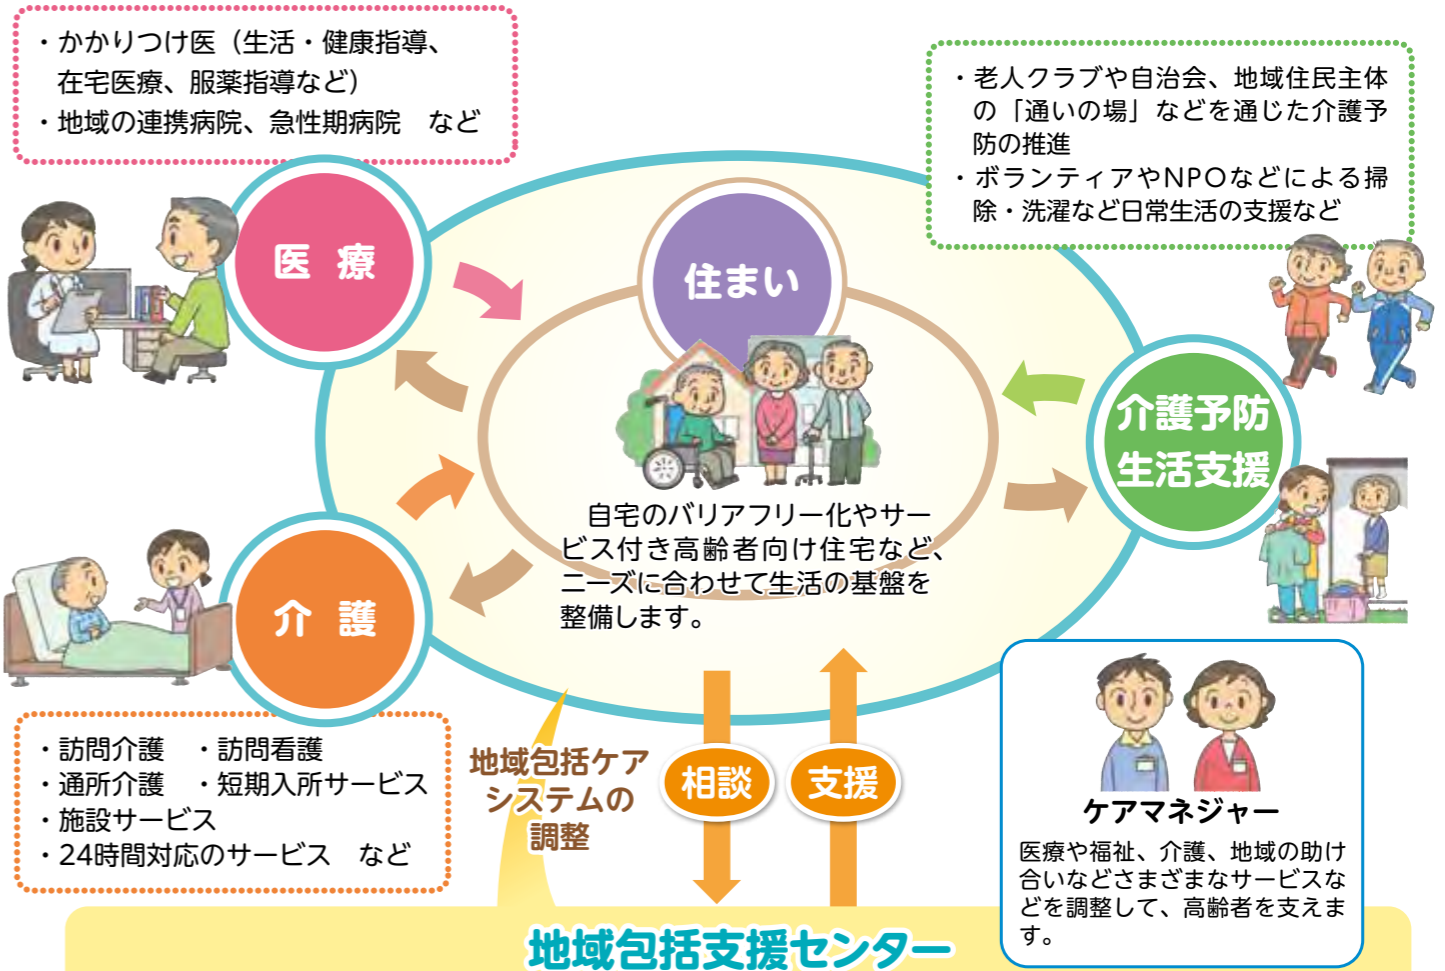 ・かかりつけ医（生活・健康指導、
在宅医療、服薬指導など）
・地域の連携病院、急性期病院　など
・老人クラブや自治会、地域住民主体
の「通いの場」などを通じた介護予
防の推進
・ボランティアやNPOなどによる掃
除・洗濯など日常生活の支援など
医療
住まい
介護予防
生活支援
自宅のバリアフリー化やサー
ビス付き高齢者向け住宅など、
ニーズに合わせて生活の基盤を
整備します。
介護
・訪問介護　・訪問看護
・通所介護　・短期入所サービス
・施設サービス
・24時間対応のサービス　など
地域包括ケア
システムの
調整
相談
支援
ケアマネジャー
医療や福祉、介護、地域の助け
合いなどさまざまなサービスな
どを調整して、高齢者を支えま
す。
地域包括支援センター